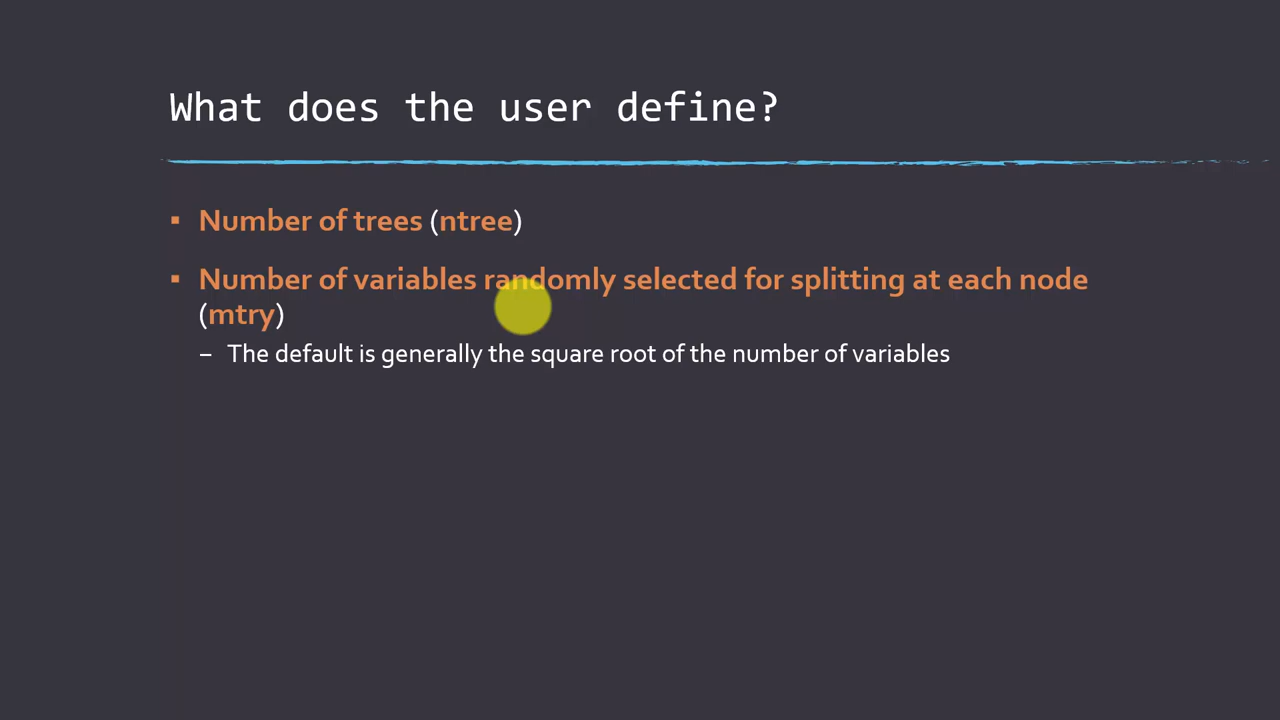 What does the user define?
▪ Number of trees (ntree)
▪ Number of variables randomly selected for splitting at each node
(mtry)
– The default is generally the square root of the number of variables